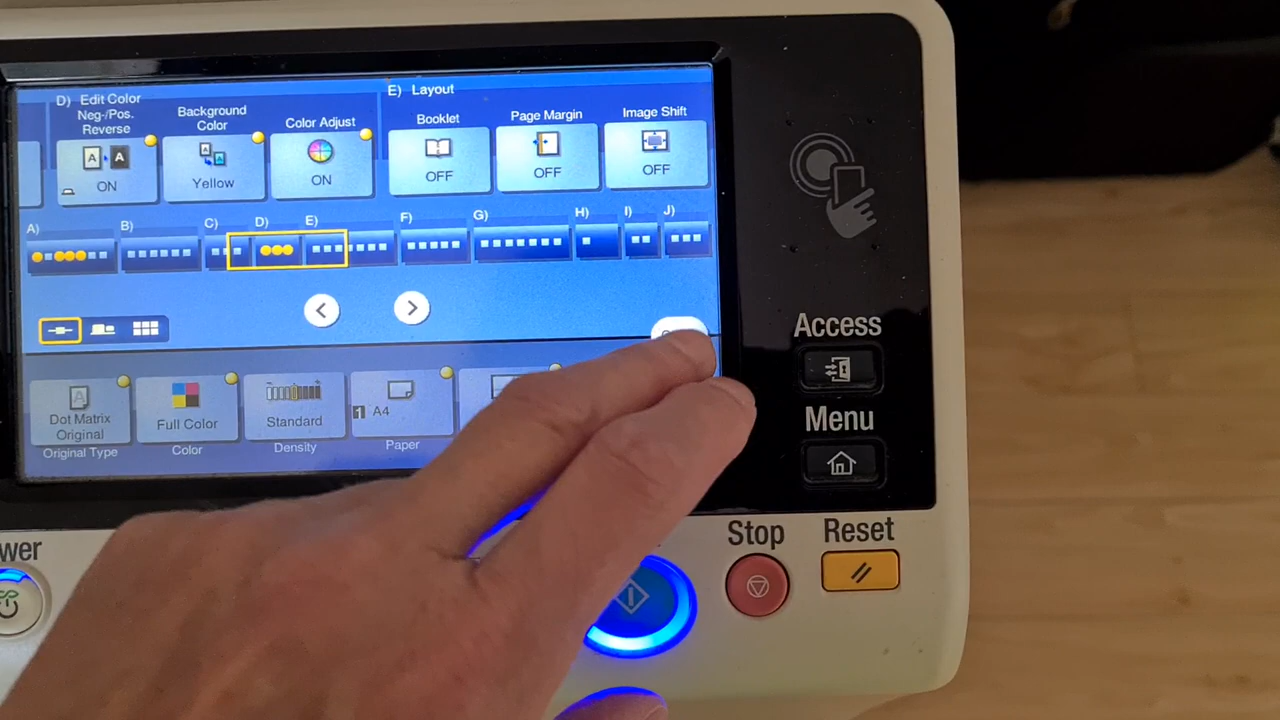 D) Edit Color
E) Layout
Neg-/Pos.
Reverse
Background
Color
Color Adjust
Booklet
Page Margin
Image Shift
A
A
ON
Yellow
ON
OFF
OFF
OFF
A)
B)
C)
D)
E)
F)
G)
H)
I)
J)
Dot Matrix
Original
Original Type
Full Color
Color
Standard
Density
1 A4
Paper
Access
Menu
Stop
Reset
wer